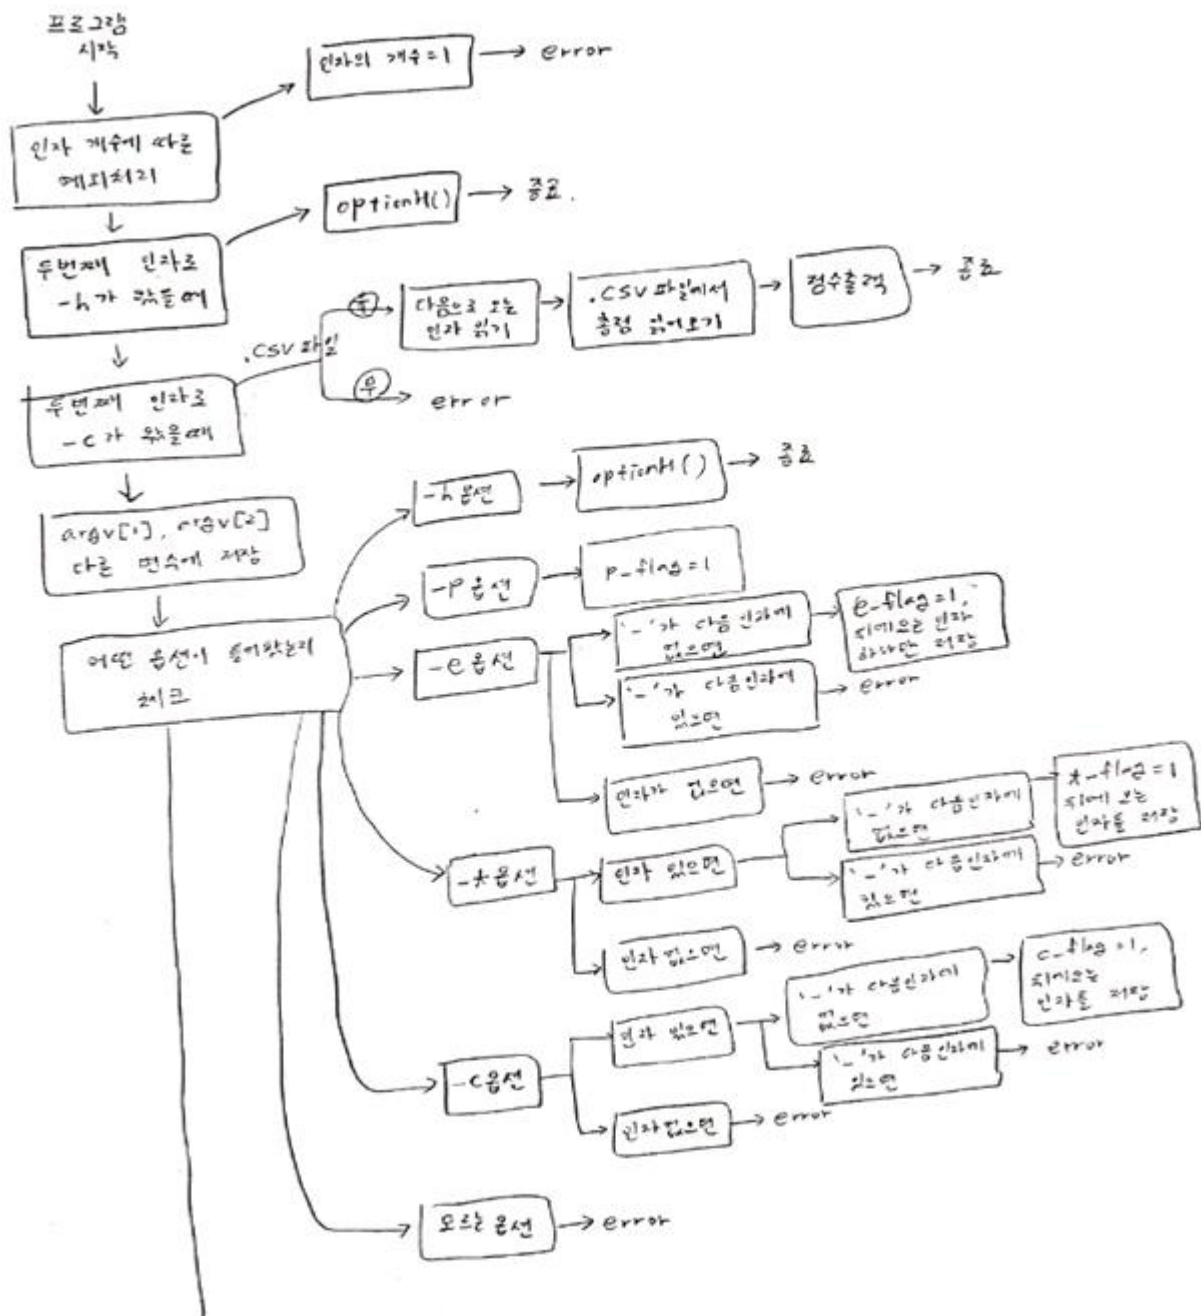 프로그램
시작
인자의 개수=1
error
인자 개수에 따른
예외처리
optionH()
종료.
두번째 인자로
-h가 왔을때
.CSV 파일
유
다음으로 오는
인자 읽기
.CSV 파일에서
총점 읽어오기
점수출력
종료
무
error
두번째 인자로
-c가 왔을때
argv[1], argv[2]
다른 변수에 저장
어떤 옵션이 들어왔는지
체크
-h옵션
optionH()
종료
-p옵션
p_flag=1
-e옵션
'-'가 다음인자에
없으면
e_flag=1,
뒤에오는 인자
하나만 저장
'-'가 다음인자에
있으면
error
인자가 없으면
error
-t옵션
인자 있으면
'-'가 다음인자에
없으면
t_flag=1
뒤에 오는
인자를 저장
'-'가 다음인자에
있으면
error
인자없으면
error
-c옵션
인자 있으면
'-'가 다음인자에
없으면
c_flag=1,
뒤에오는
인자를 저장
'-'가 다음인자에
있으면
error
인자없으면
error
모르는 옵션
error